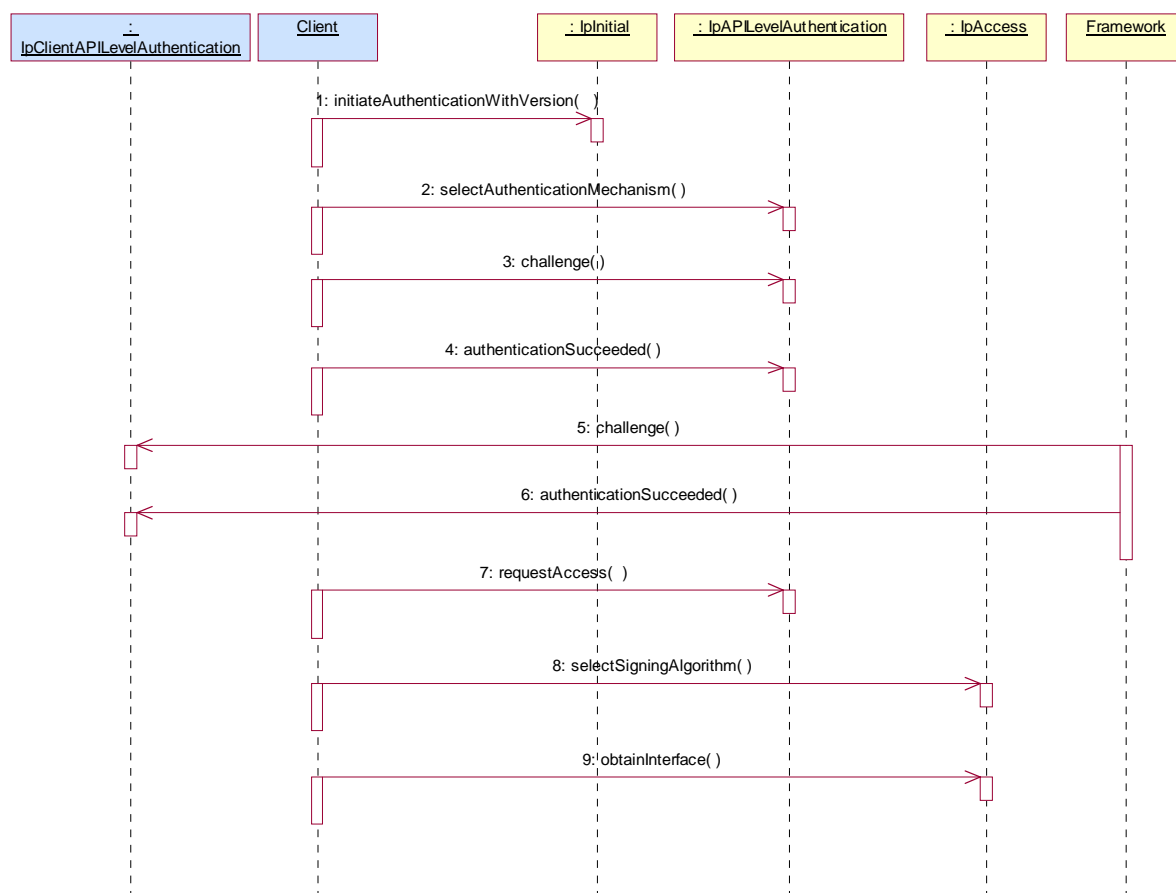 :
IpClientAPILevelAuthentication
Client
: IpInitial
: IpAPILevelAuthentication
: IpAccess
Framework
1: initiateAuthenticationWithVersion( )
2: selectAuthenticationMechanism( )
3: challenge( )
4: authenticationSucceeded( )
5: challenge( )
6: authenticationSucceeded( )
7: requestAccess( )
8: selectSigningAlgorithm( )
9: obtainInterface( )